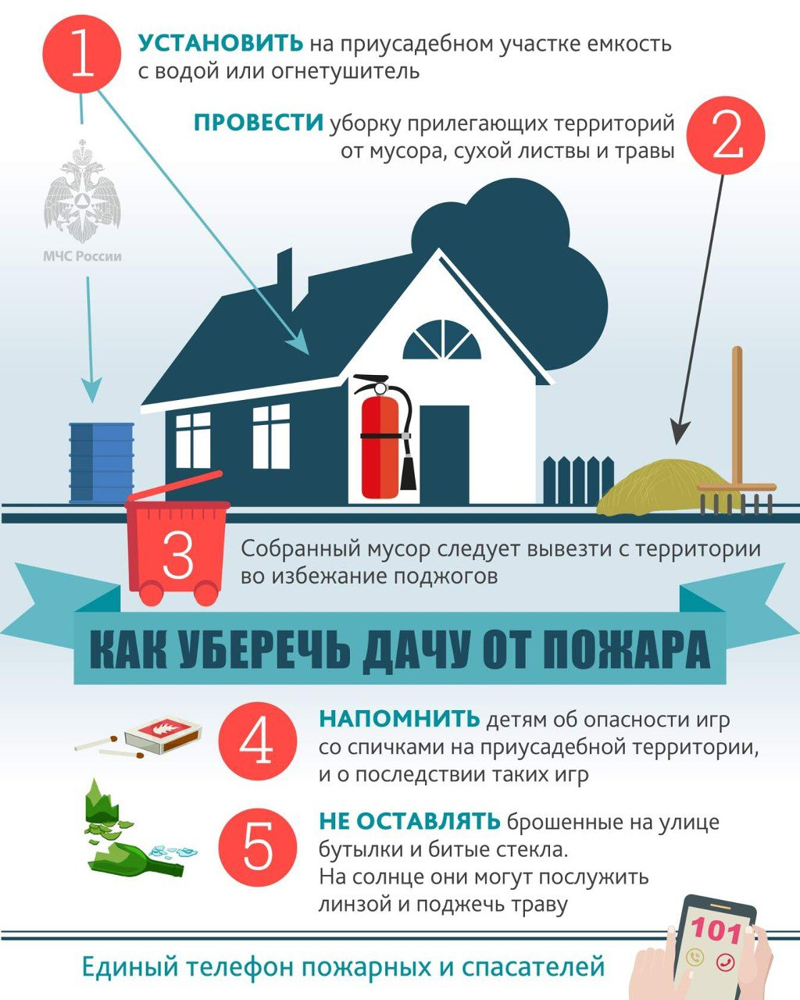 1
УСТАНОВИТЬ на приусадебном участке емкость
с водой или огнетушитель
ПРОВЕСТИ уборку прилегающих территорий
от мусора, сухой листвы и травы
2
МЧС России
3
Собранный мусор следует вывезти с территории
во избежание поджогов
КАК УБЕРЕЧЬ ДАЧУ ОТ ПОЖАРА
4
НАПОМНИТЬ детям об опасности игр
со спичками на приусадебной территории,
и о последствии таких игр
5
НЕ ОСТАВЛЯТЬ брошенные на улице
бутылки и битые стекла.
На солнце они могут послужить
линзой и поджечь траву
101
Единый телефон пожарных и спасателей